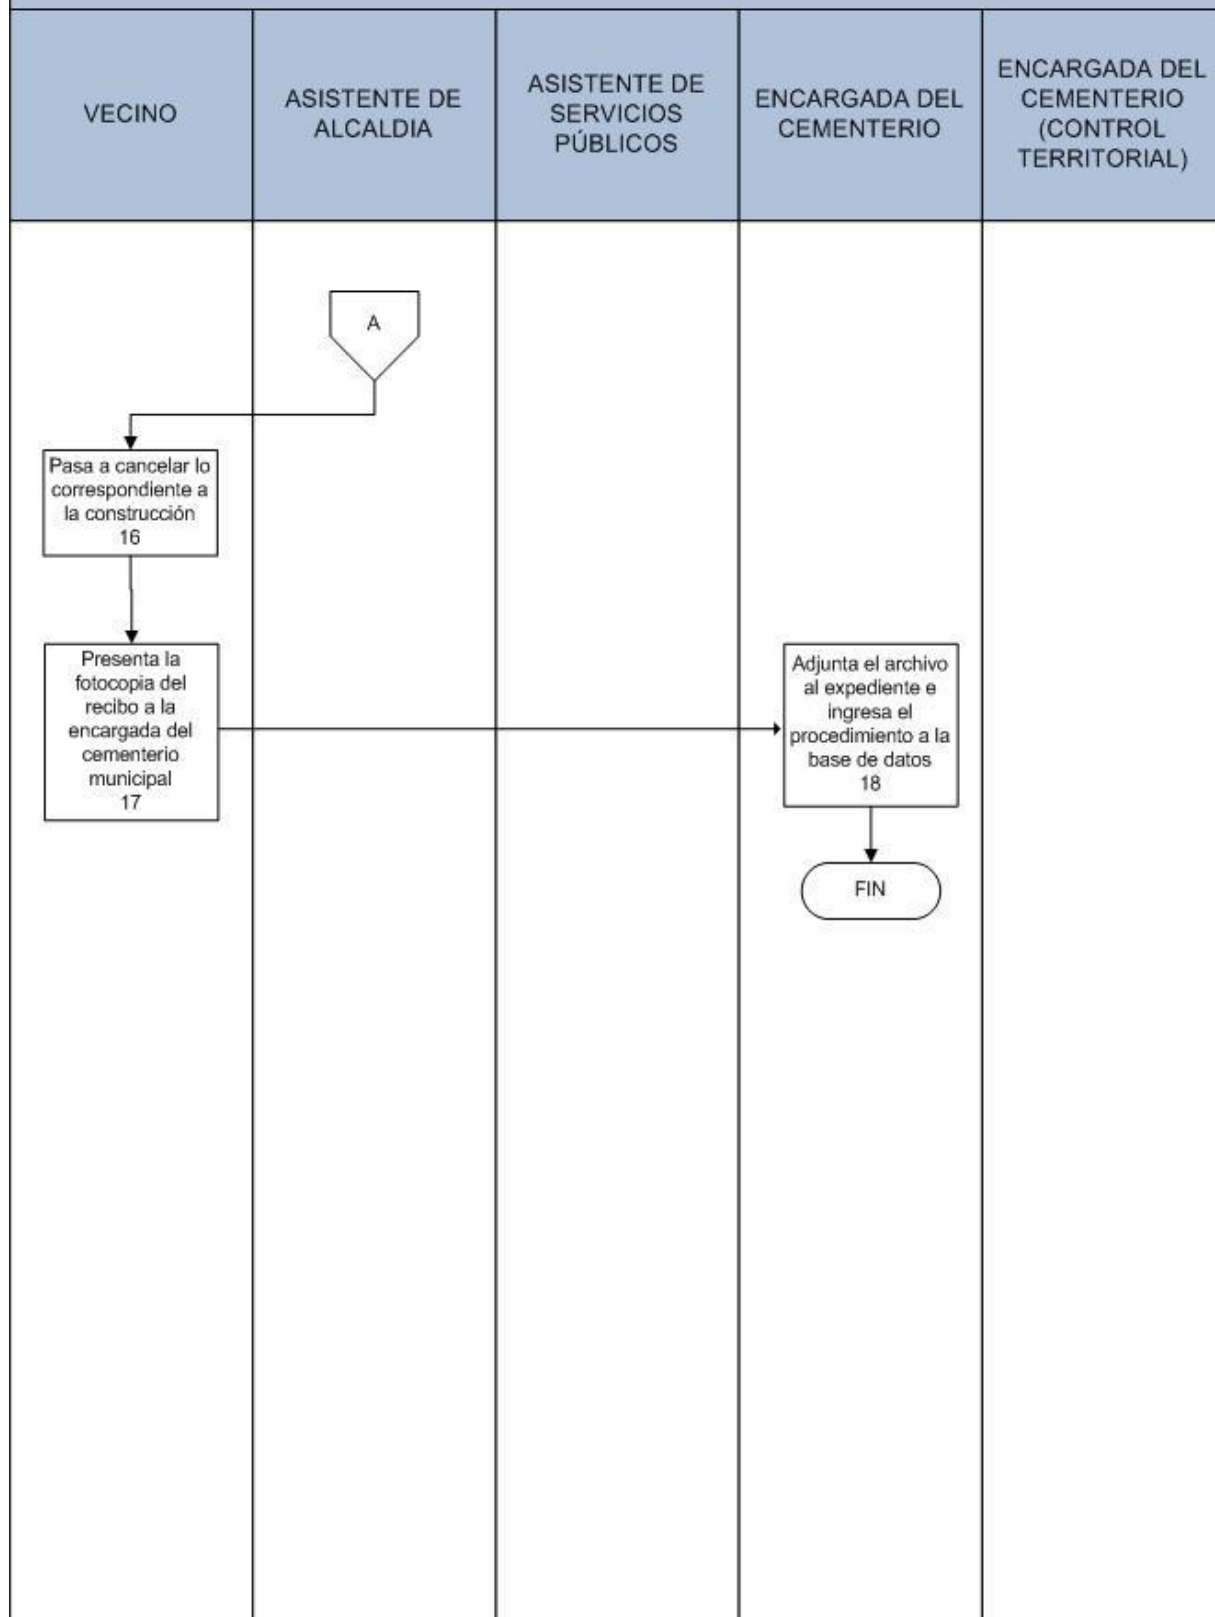 VECINO
ASISTENTE DE
ALCALDIA
ASISTENTE DE
SERVICIOS
PÚBLICOS
ENCARGADA DEL
CEMENTERIO
ENCARGADA DEL
CEMENTERIO
(CONTROL
TERRITORIAL)
A
Pasa a cancelar lo
correspondiente a
la construcción
16
Presenta la
fotocopia del
recibo a la
encargada del
cementerio
municipal
17
Adjunta el archivo
al expediente e
ingresa el
procedimiento a la
base de datos
18
FIN